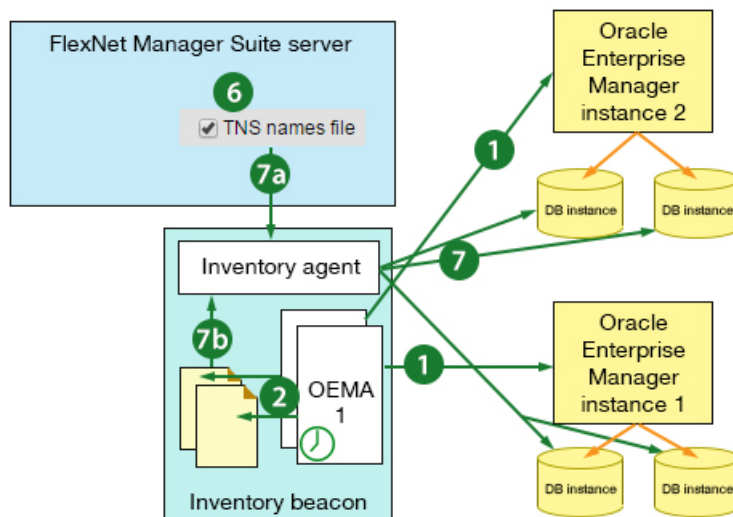 FlexNet Manager Suite server
6
TNS names file
7a
Inventory agent
7b
2
OEMA
1
Inventory beacon
1
Oracle
Enterprise
Manager
instance 2
DB instance
DB instance
7
1
Oracle
Enterprise
Manager
instance 1
DB instance
DB instance